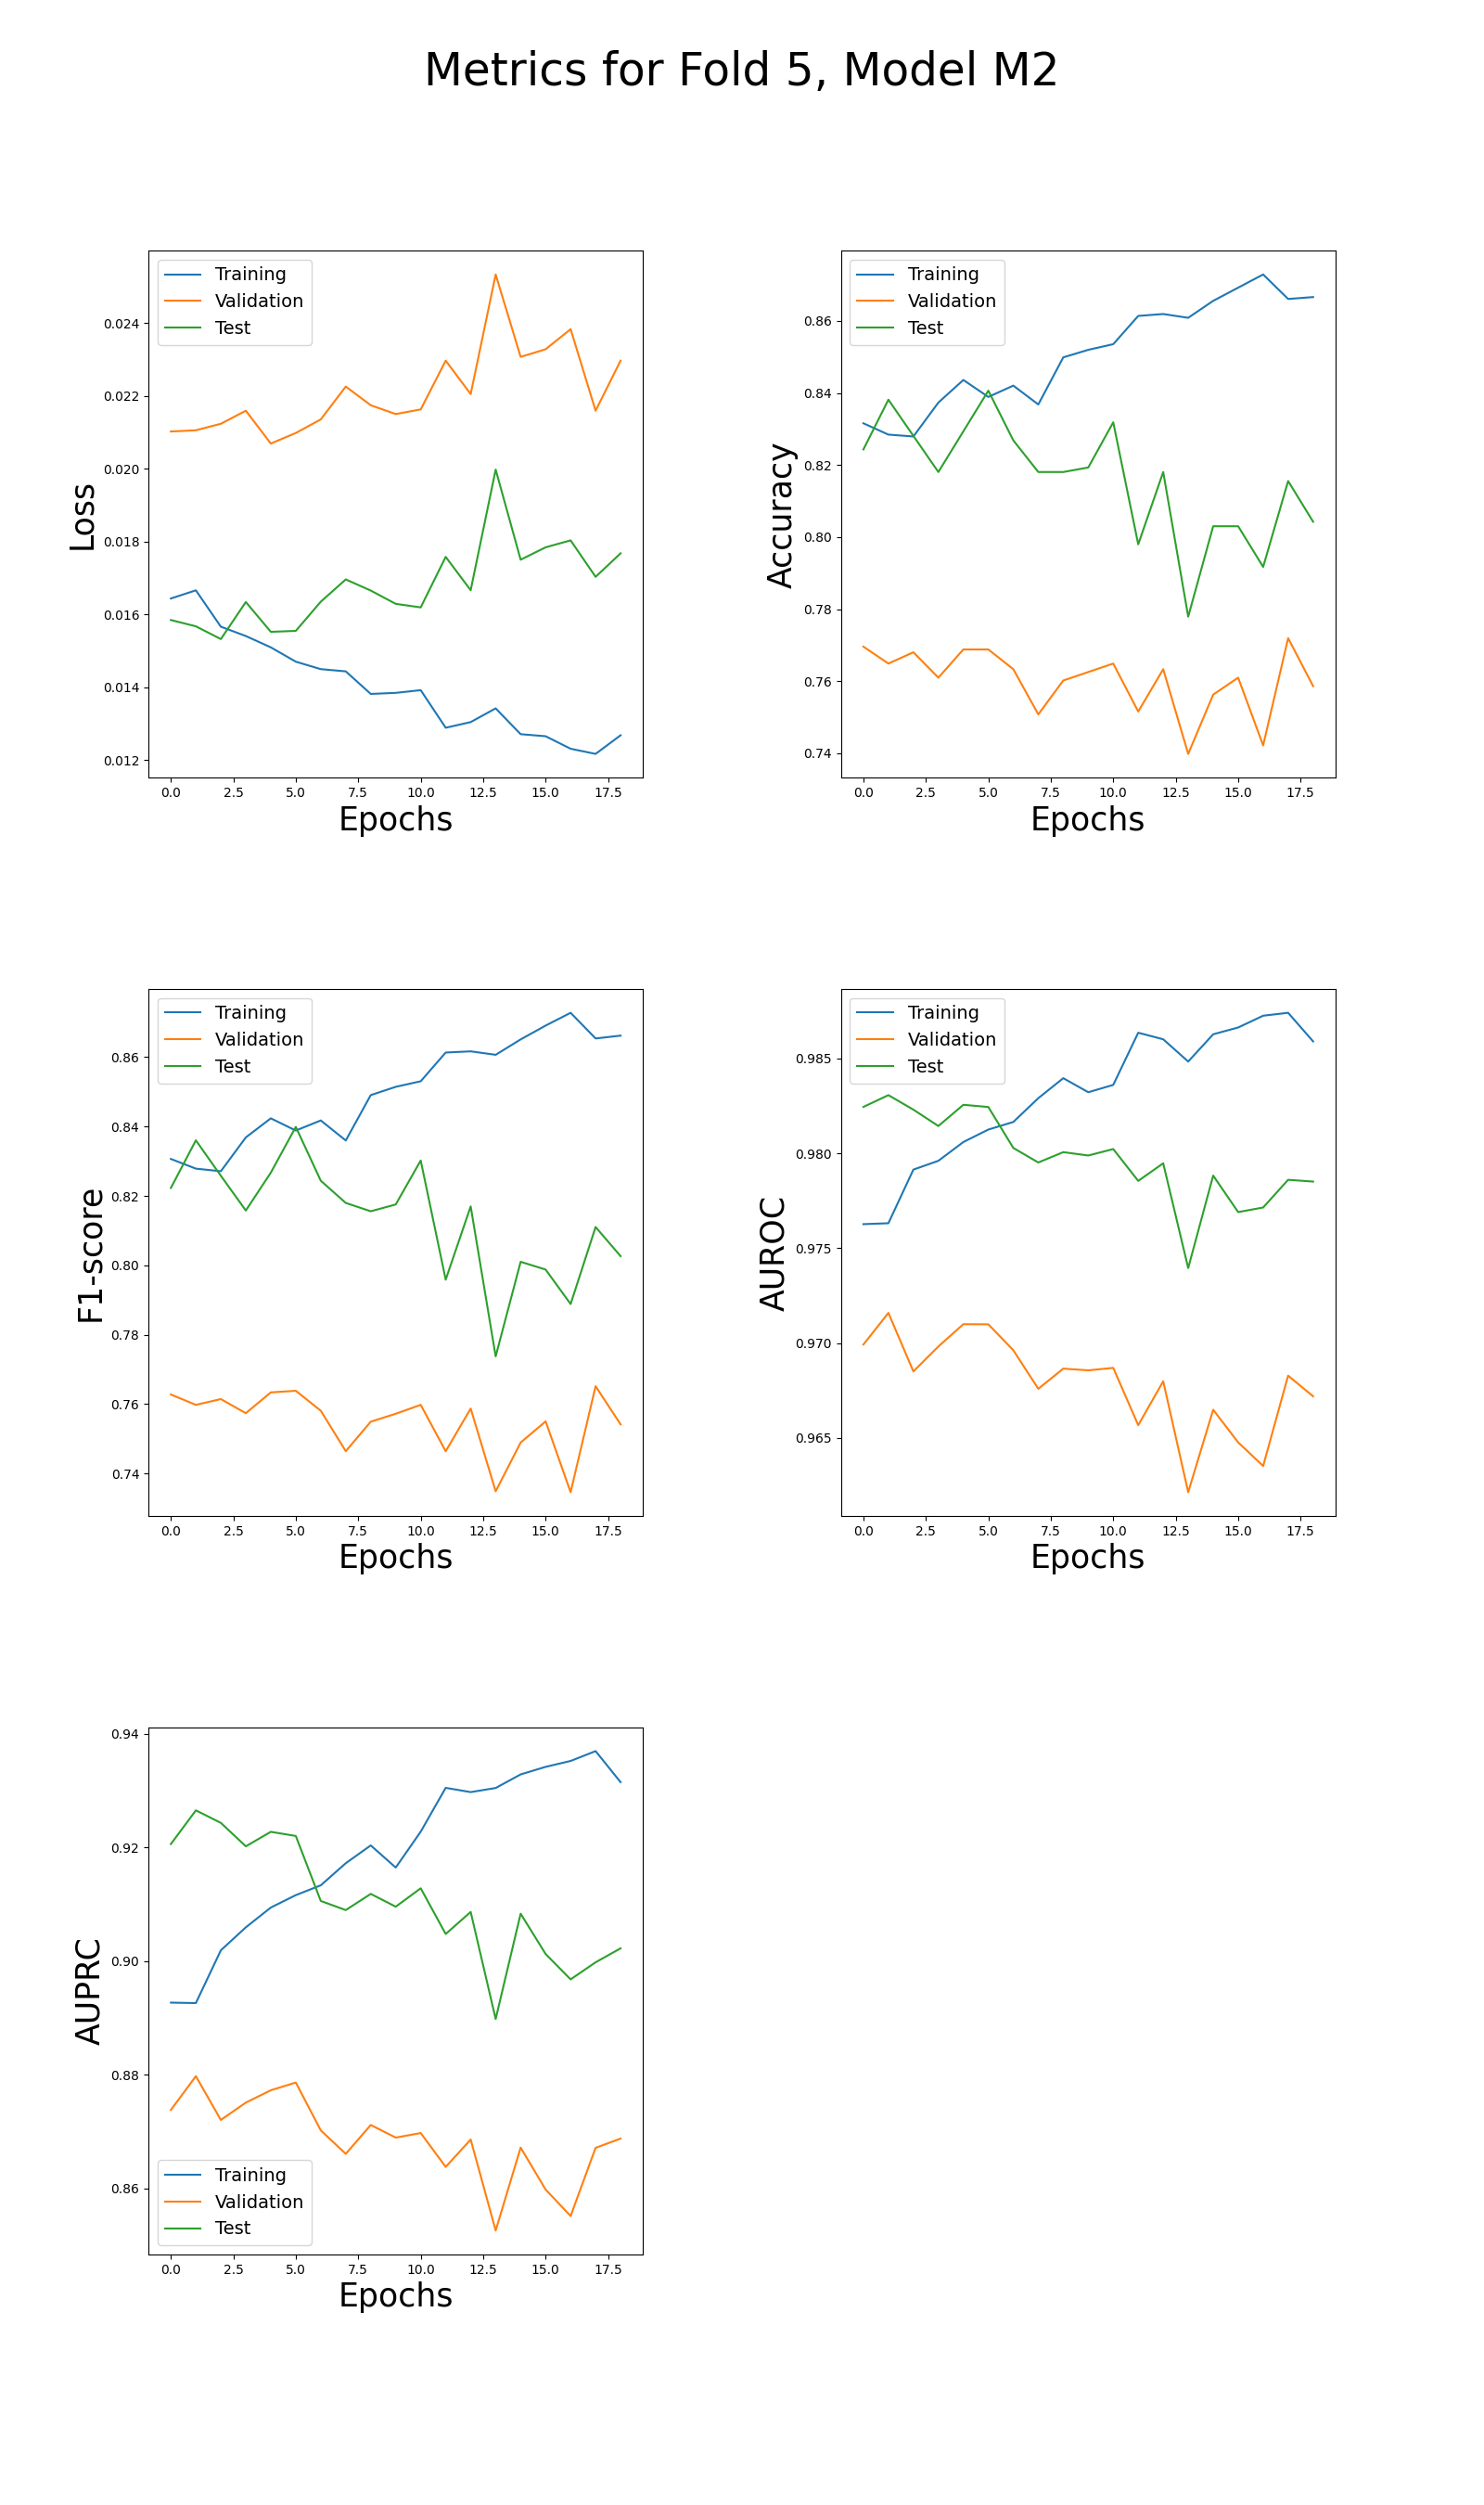 Metrics for Fold 5, Model M2
Training
Validation
Test
0.024
0.022
0.020
0.018
0.016
0.014
0.012
Loss
0.0 2.5 5.0 7.5 10.0 12.5 15.0 17.5
Epochs
Training
Validation
Test
0.86
0.84
0.82
0.80
0.78
0.76
0.74
Accuracy
0.0 2.5 5.0 7.5 10.0 12.5 15.0 17.5
Epochs
Training
Validation
Test
0.86
0.84
0.82
0.80
0.78
0.76
0.74
F1-score
0.0 2.5 5.0 7.5 10.0 12.5 15.0 17.5
Epochs
Training
Validation
Test
0.985
0.980
0.975
0.970
0.965
AUROC
0.0 2.5 5.0 7.5 10.0 12.5 15.0 17.5
Epochs
0.94
0.92
0.90
0.88
0.86
AUPRC
Training
Validation
Test
0.0 2.5 5.0 7.5 10.0 12.5 15.0 17.5
Epochs